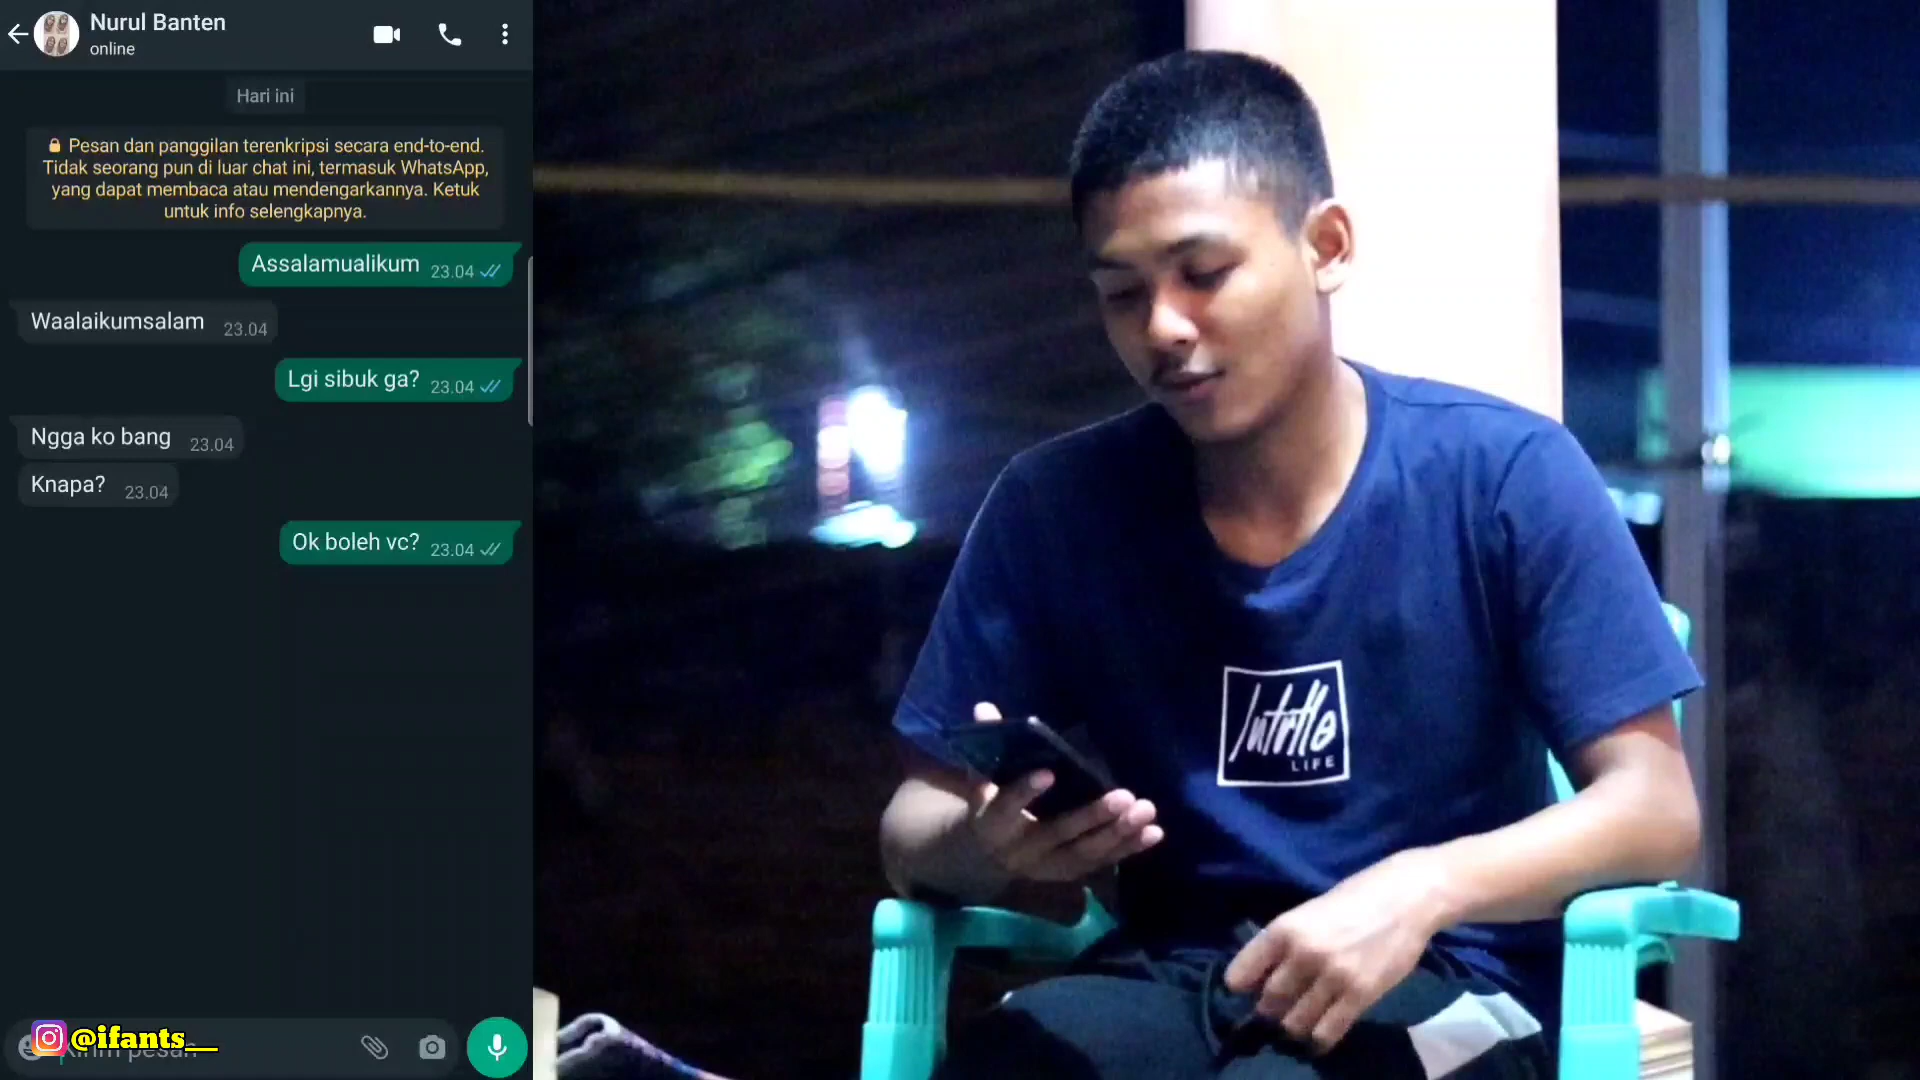 Nurul Banten
online
Hari ini
Pesan dan panggilan terenkripsi secara end-to-end.
Tidak seorang pun di luar chat ini, termasuk WhatsApp,
yang dapat membaca atau mendengarkannya. Ketuk
untuk info selengkapnya.
Assalamualikum 23.04
Waalaikumsalam 23.04
Lgi sibuk ga? 23.04
Ngga ko bang 23.04
Knapa? 23.04
Ok boleh vc? 23.04
Kirim pesan
@ifants__
Intrtle
LIFE